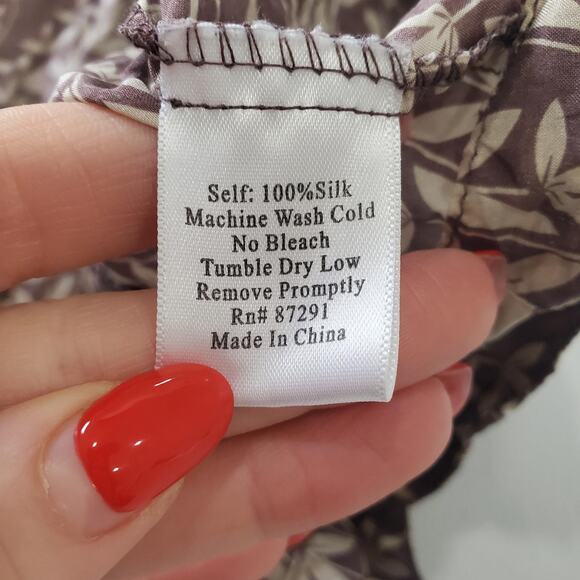 Self: 100%Silk
Machine Wash Cold
No Bleach
Tumble Dry Low
Remove Promptly
Rn# 87291
Made In China